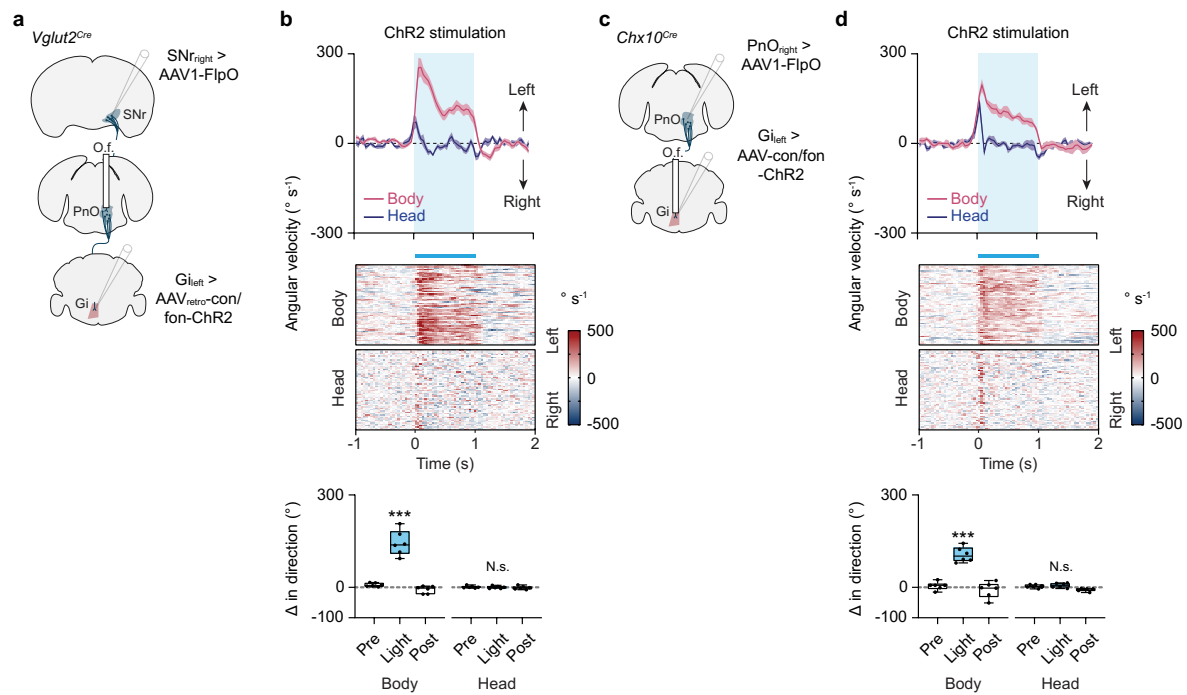 a
Vglut2Cre
SNrright >
AAV1-FlpO
SNr
O.f.
PnO
Gi
Gileft >
AAVretro-con/
fon-ChR2
b
ChR2 stimulation
300
0
-300
Angular velocity (° s-1)
Left
Right
Body
Head
Body
Head
° s-1
500
0
-500
Left
Right
-1 0 1 2
Time (s)
300
0
-100
Δ in direction (°)
***
N.s.
Pre Light Post Pre Light Post
Body Head
c
Chx10Cre
PnOright >
AAV1-FlpO
PnO
O.f.
Gi
Gileft >
AAV-con/fon
-ChR2
d
ChR2 stimulation
300
0
-300
Angular velocity (° s-1)
Left
Right
Body
Head
Body
Head
° s-1
500
0
-500
Left
Right
-1 0 1 2
Time (s)
300
0
-100
Δ in direction (°)
***
N.s.
Pre Light Post Pre Light Post
Body Head